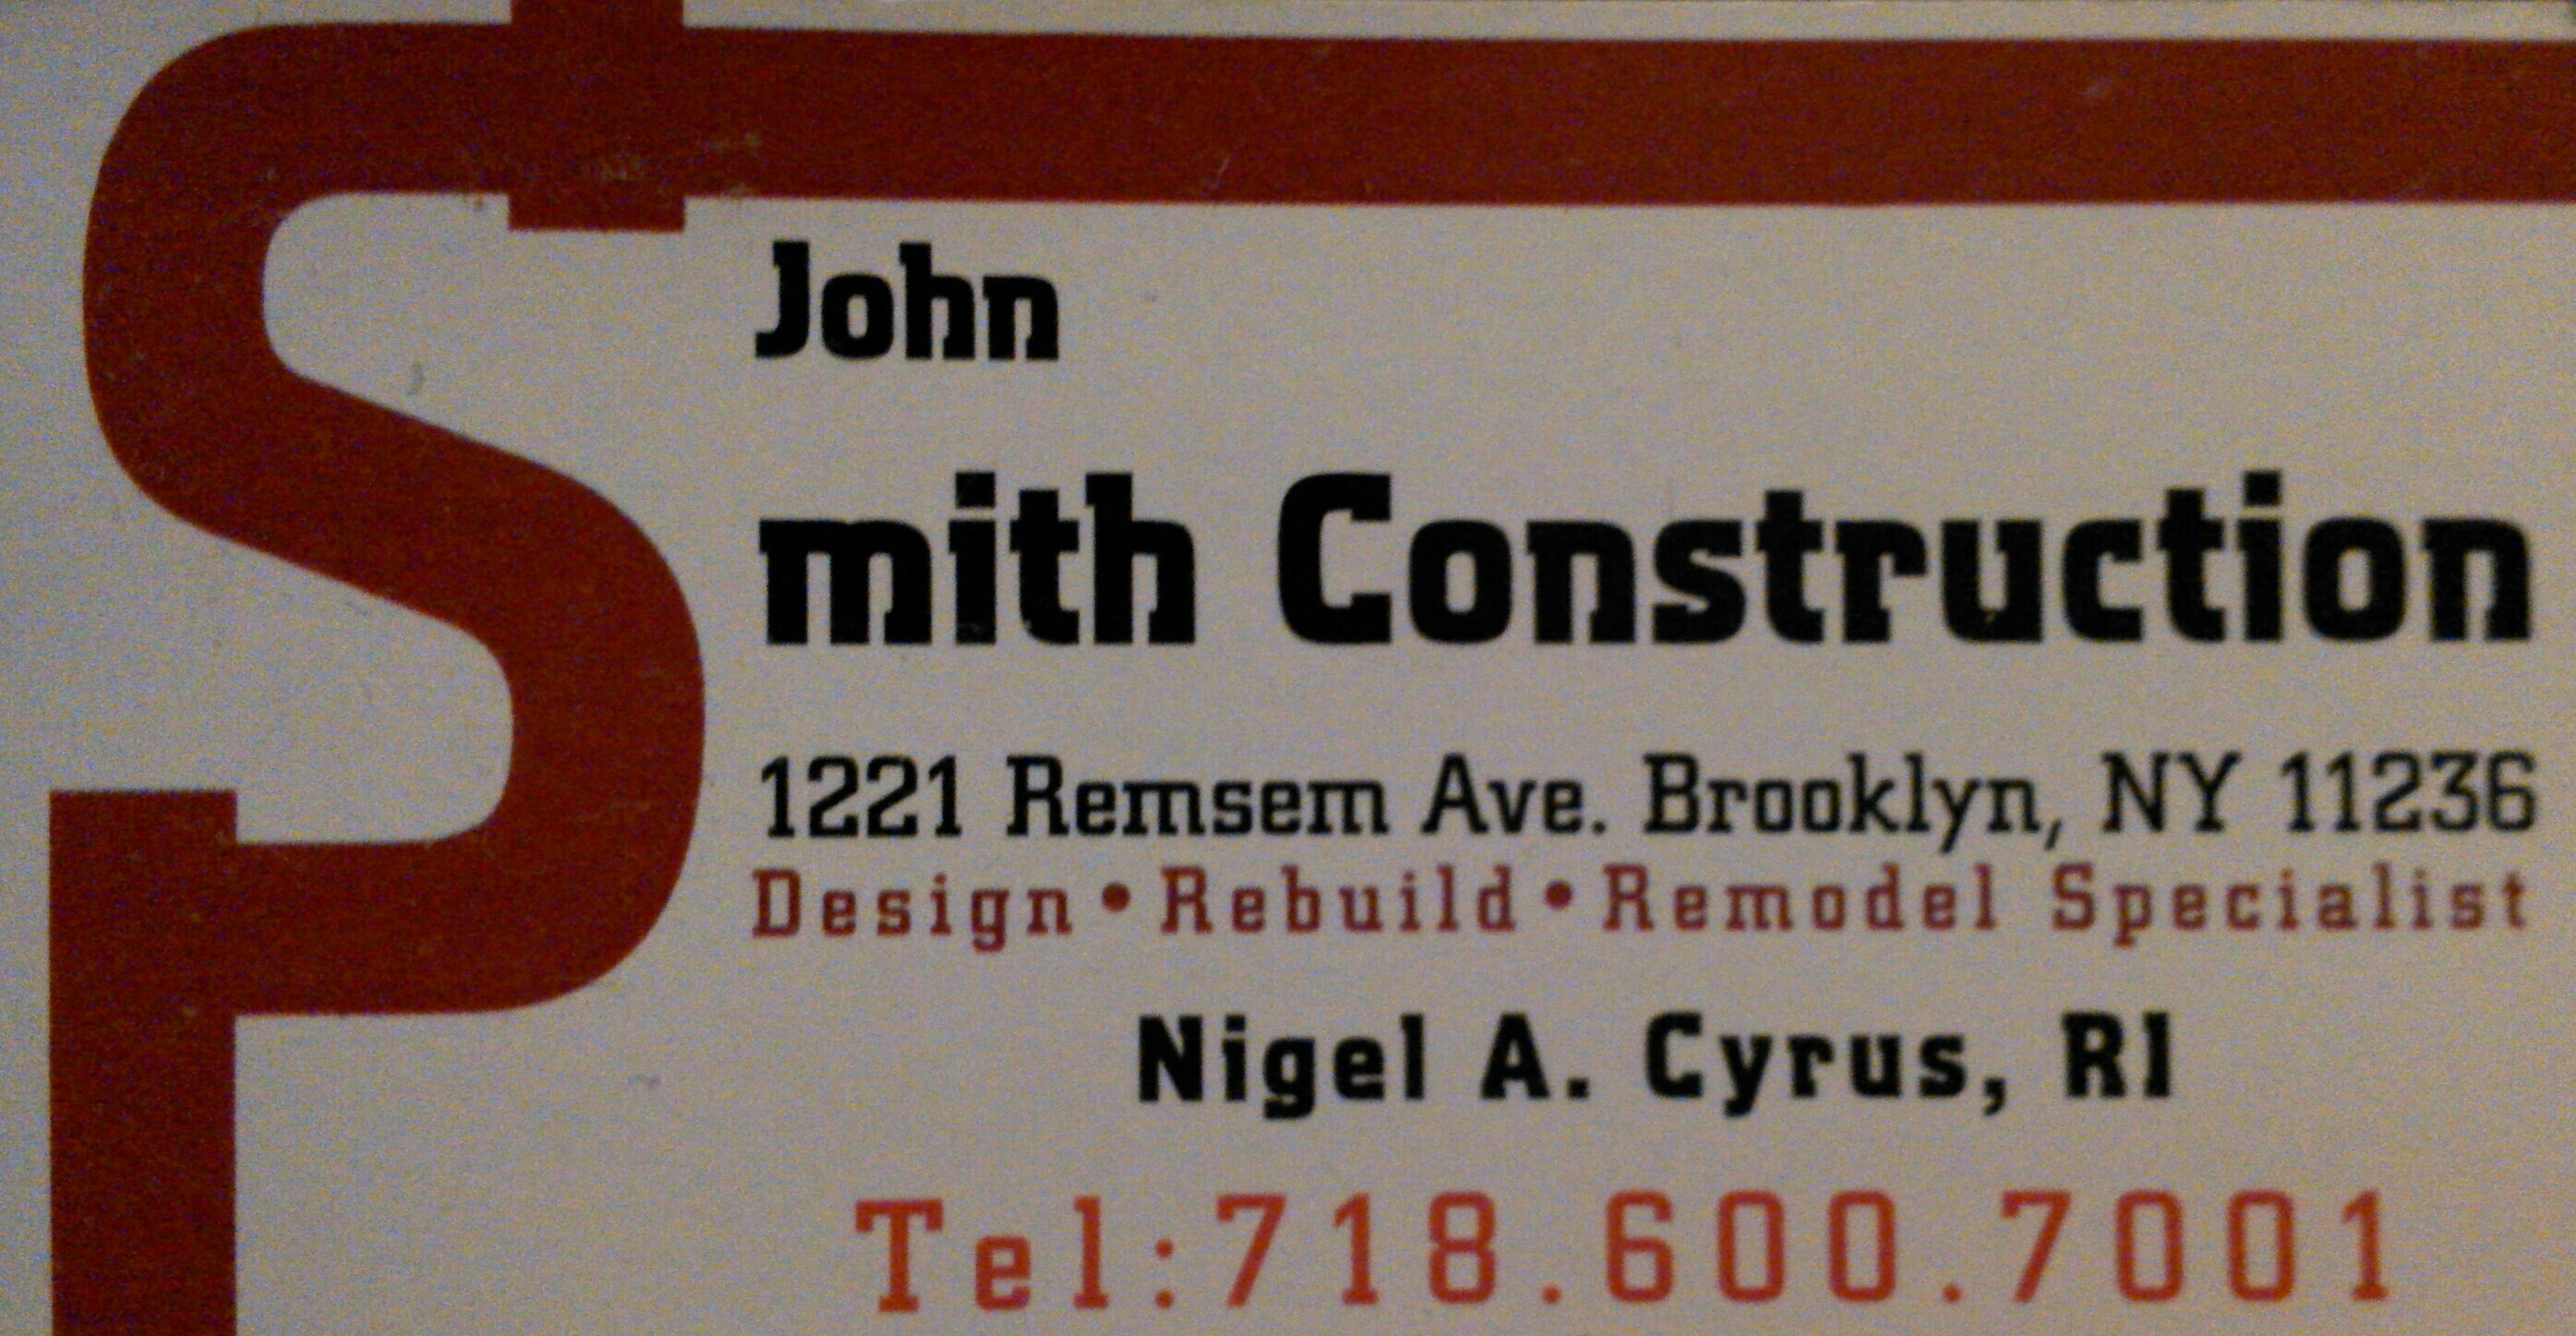 John
Smith Construction
1221 Remsem Ave. Brooklyn, NY 11236
Design • Rebuild • Remodel Specialist
Nigel A. Cyrus, RI
Tel:718.600.7001